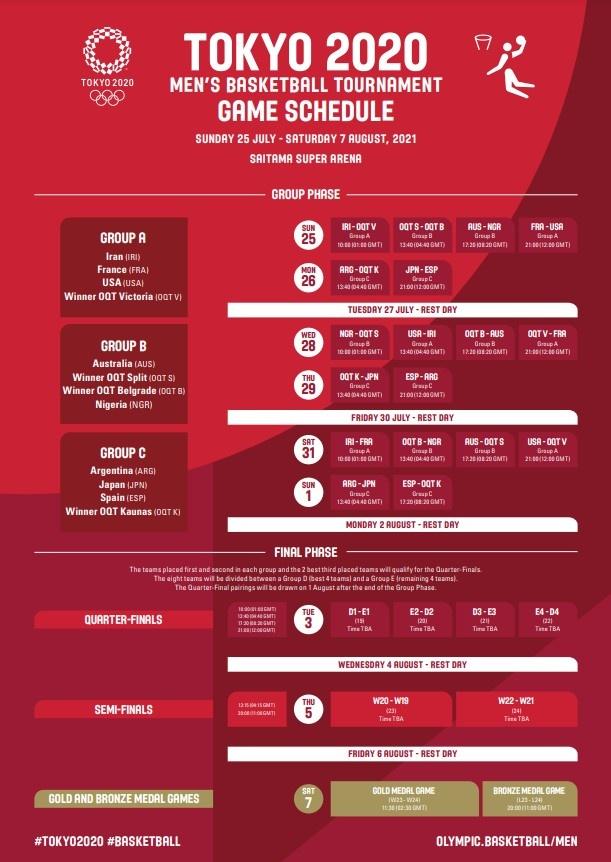 TOKYO 2020
TOKYO 2020
MEN'S BASKETBALL TOURNAMENT
GAME SCHEDULE
SUNDAY 25 JULY - SATURDAY 7 AUGUST, 2021
SAITAMA SUPER ARENA
GROUP PHASE
GROUP A
Iran (IRI)
France (FRA)
USA (USA)
Winner OQT Victoria (OQT V)
SUN
25
IRI - OQT V
Group A
10:00 (01:00 GMT)
OQT S - OQT B
Group B
13:40 (04:40 GMT)
AUS - NGR
Group B
17:20 (08:20 GMT)
FRA - USA
Group A
21:00 (12:00 GMT)
MON
26
ARG - OQT K
Group C
13:40 (04:40 GMT)
JPN - ESP
Group C
21:00 (12:00 GMT)
TUESDAY 27 JULY - REST DAY
GROUP B
Australia (AUS)
Winner OQT Split (OQT S)
Winner OQT Belgrade (OQT B)
Nigeria (NGR)
WED
28
NGR - OQT S
Group B
10:00 (01:00 GMT)
USA - IRI
Group A
13:40 (04:40 GMT)
OQT B - AUS
Group B
17:20 (08:20 GMT)
OQT V - FRA
Group A
21:00 (12:00 GMT)
THU
29
OQT K - JPN
Group C
13:40 (04:40 GMT)
ESP - ARG
Group C
21:00 (12:00 GMT)
FRIDAY 30 JULY - REST DAY
GROUP C
Argentina (ARG)
Japan (JPN)
Spain (ESP)
Winner OQT Kaunas (OQT K)
SAT
31
IRI - FRA
Group A
10:00 (01:00 GMT)
OQT B - NGR
Group B
13:40 (04:40 GMT)
AUS - OQT S
Group B
17:20 (08:20 GMT)
USA - OQT V
Group A
21:00 (12:00 GMT)
SUN
1
ARG - JPN
Group C
13:40 (04:40 GMT)
ESP - OQT K
Group C
17:20 (08:20 GMT)
MONDAY 2 AUGUST - REST DAY
FINAL PHASE
The teams placed first and second in each group and the 2 best third placed teams will qualify for the Quarter-Finals.
The eight teams will be divided between a Group D (best 4 teams) and a Group E (remaining 4 teams).
The Quarter-Final pairings will be drawn on 1 August after the end of the Group Phase.
QUARTER-FINALS
10:00 (01:00 GMT)
13:40 (04:40 GMT)
17:20 (08:20 GMT)
21:00 (12:00 GMT)
TUE
3
D1 - E1
(19)
Time TBA
E2 - D2
(20)
Time TBA
D3 - E3
(21)
Time TBA
E4 - D4
(22)
Time TBA
WEDNESDAY 4 AUGUST - REST DAY
SEMI-FINALS
13:15 (04:15 GMT)
20:00 (11:00 GMT)
THU
5
W20 - W19
(23)
Time TBA
W22 - W21
(24)
Time TBA
FRIDAY 6 AUGUST - REST DAY
GOLD AND BRONZE MEDAL GAMES
SAT
7
GOLD MEDAL GAME
(W23 - W24)
11:30 (02:30 GMT)
BRONZE MEDAL GAME
(L23 - L24)
20:00 (11:00 GMT)
#TOKYO2020 #BASKETBALL
OLYMPIC.BASKETBALL/MEN